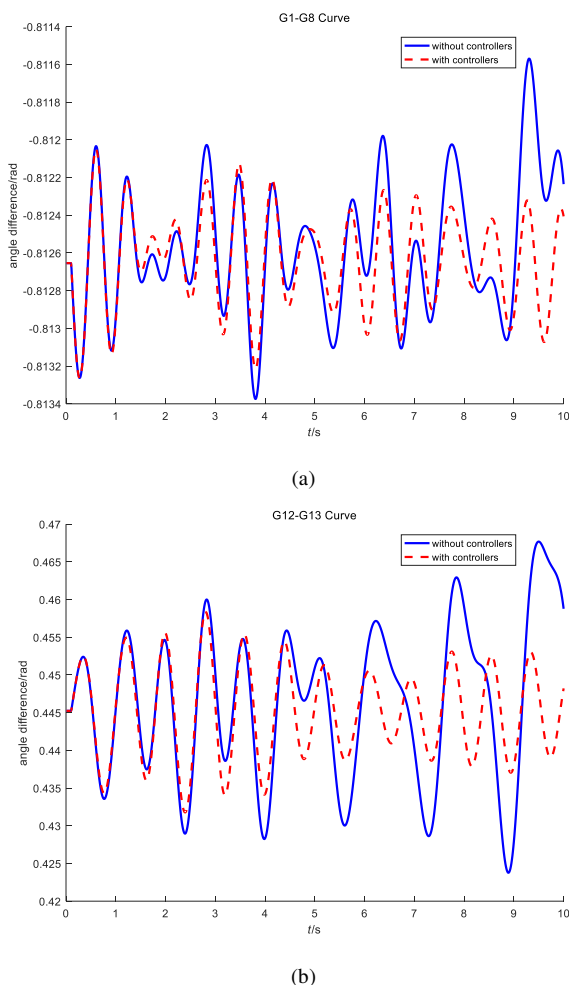 G1-G8 Curve
-0.8114
-0.8116
-0.8118
-0.812
-0.8122
-0.8124
-0.8126
-0.8128
-0.813
-0.8132
-0.8134
angle difference/rad
without controllers
with controllers
0 1 2 3 4 5 6 7 8 9 10
t/s
(a)
G12-G13 Curve
0.47
0.465
0.46
0.455
0.45
0.445
0.44
0.435
0.43
0.425
0.42
angle difference/rad
without controllers
with controllers
0 1 2 3 4 5 6 7 8 9 10
t/s
(b)